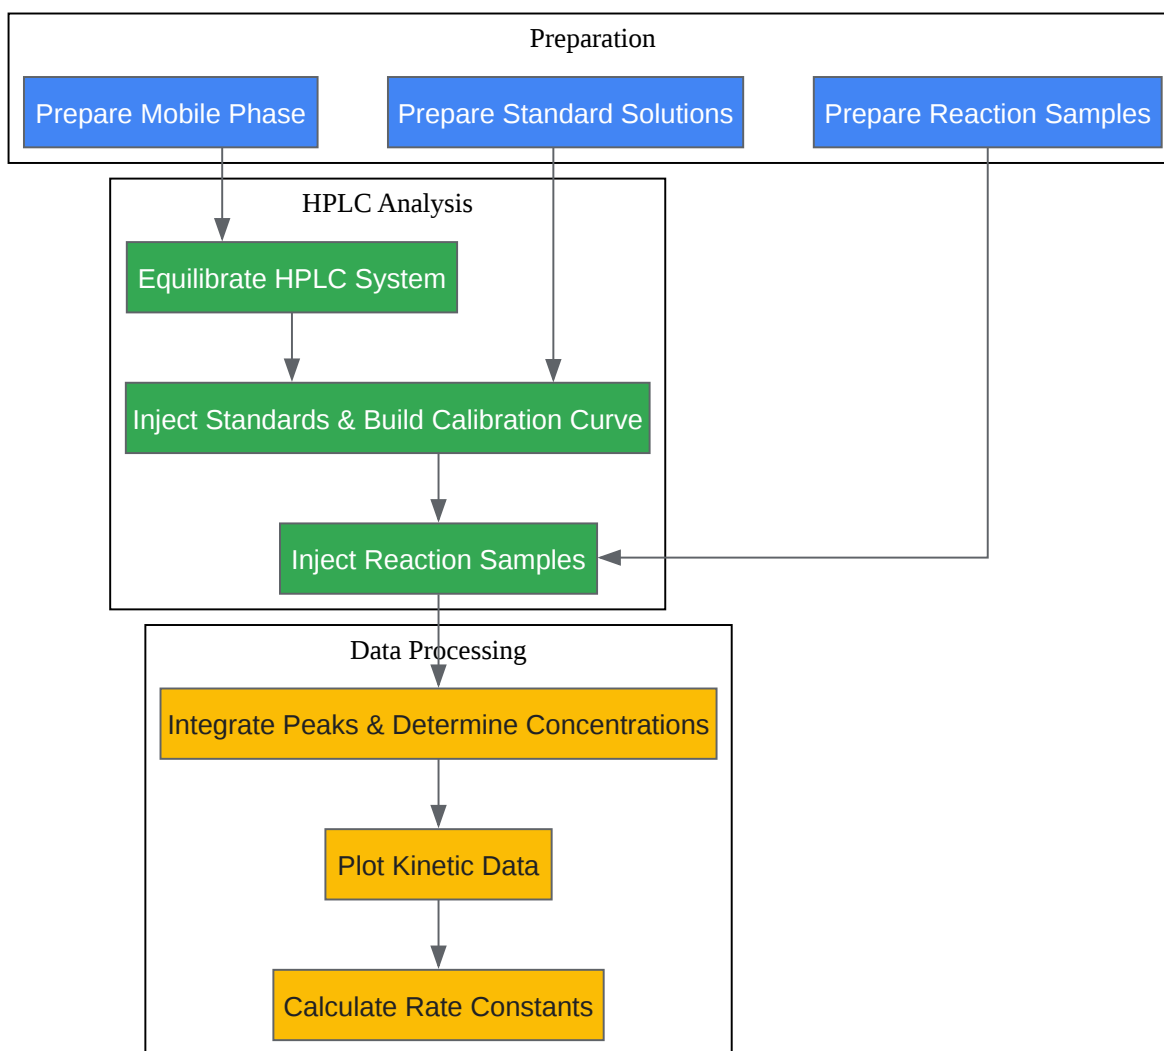 Preparation
Prepare Mobile Phase
Prepare Standard Solutions
Prepare Reaction Samples
HPLC Analysis
Equilibrate HPLC System
Inject Standards & Build Calibration Curve
Inject Reaction Samples
Data Processing
Integrate Peaks & Determine Concentrations
Plot Kinetic Data
Calculate Rate Constants